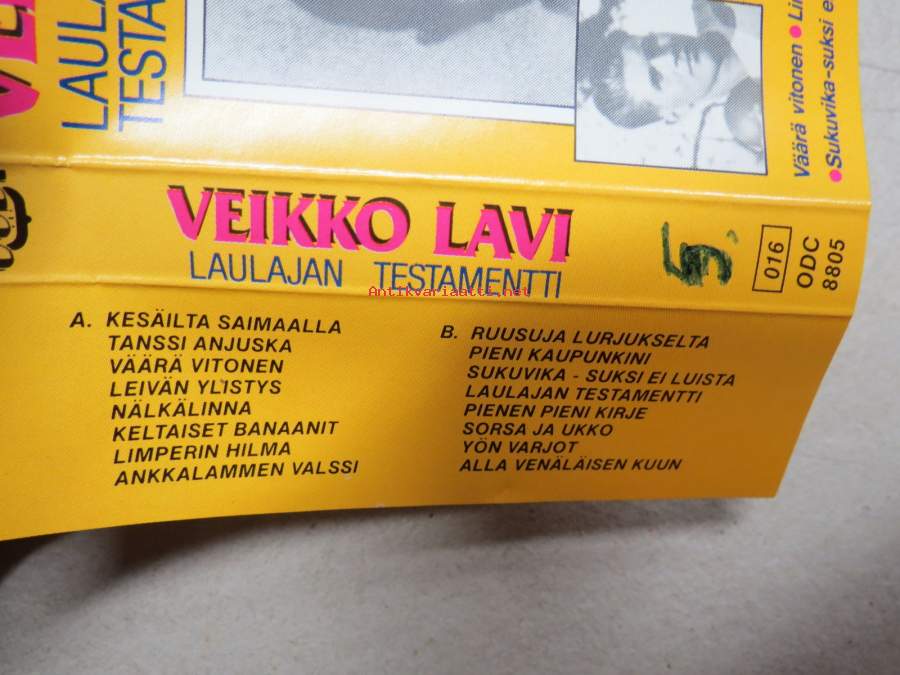 LAULA
TESTA
Väärä vitonen ● Li
●Sukuvika-suksi e
VEIKKO LAVI
LAULAJAN TESTAMENTTI
5,
016
ODC
8805
Antikvariaatti.net
A. KESÄILTA SAIMAALLA
TANSSI ANJUSKA
VÄÄRÄ VITONEN
LEIVÄN YLISTYS
NÄLKÄLINNA
KELTAISET BANAANIT
LIMPERIN HILMA
ANKKALAMMEN VALSSI
B. RUUSUJA LURJUKSELTA
PIENI KAUPUNKINI
SUKUVIKA - SUKSI EI LUISTA
LAULAJAN TESTAMENTTI
PIENEN PIENI KIRJE
SORSA JA UKKO
YÖN VARJOT
ALLA VENÄLÄISEN KUUN